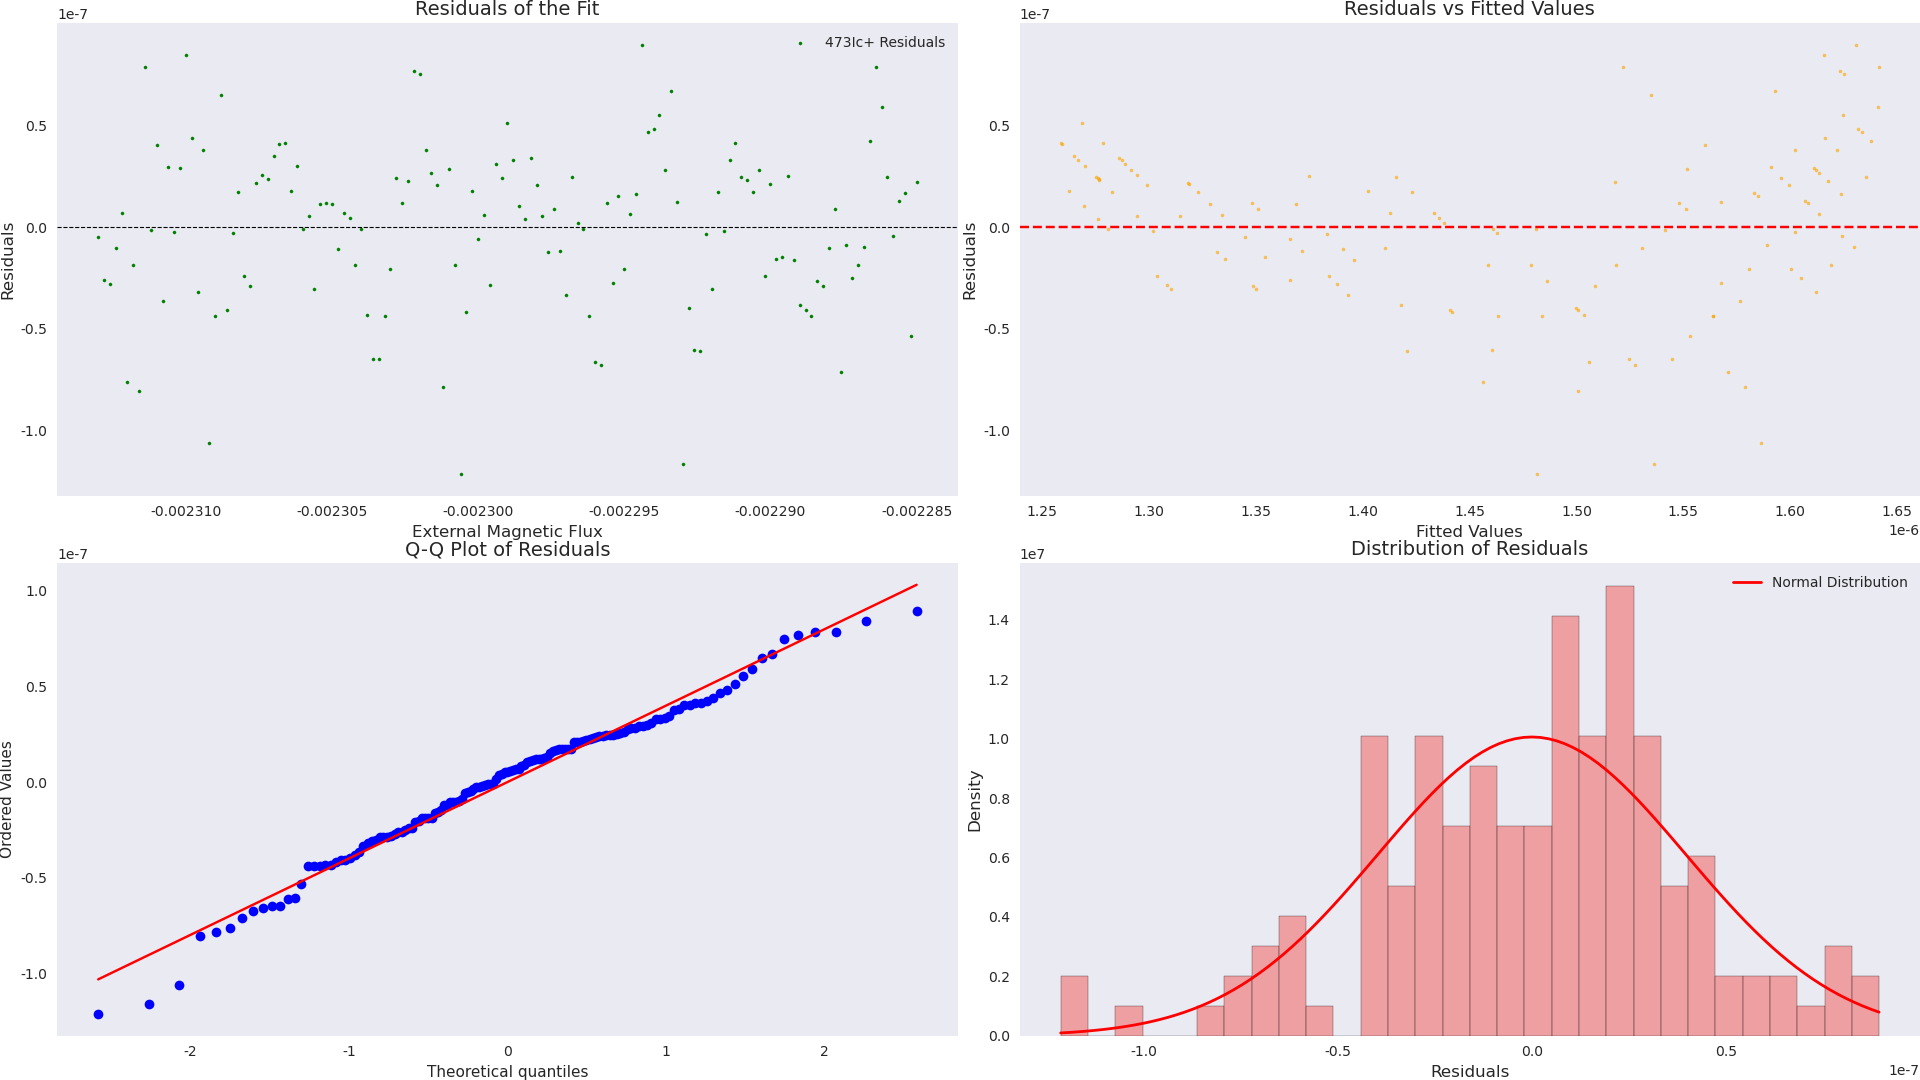 Residuals of the Fit
1e-7
473Ic+ Residuals
0.5
0.0
-0.5
-1.0
Residuals
-0.002310 -0.002305 -0.002300 -0.002295 -0.002290 -0.002285
External Magnetic Flux
Residuals vs Fitted Values
1e-7
0.5
0.0
-0.5
-1.0
Residuals
1.25 1.30 1.35 1.40 1.45 1.50 1.55 1.60 1.65
1e-6
Fitted Values
Q-Q Plot of Residuals
1e-7
1.0
0.5
0.0
-0.5
-1.0
Ordered Values
-2 -1 0 1 2
Theoretical quantiles
Distribution of Residuals
1e7
Normal Distribution
1.4
1.2
1.0
0.8
0.6
0.4
0.2
0.0
Density
-1.0 -0.5 0.0 0.5
1e-7
Residuals